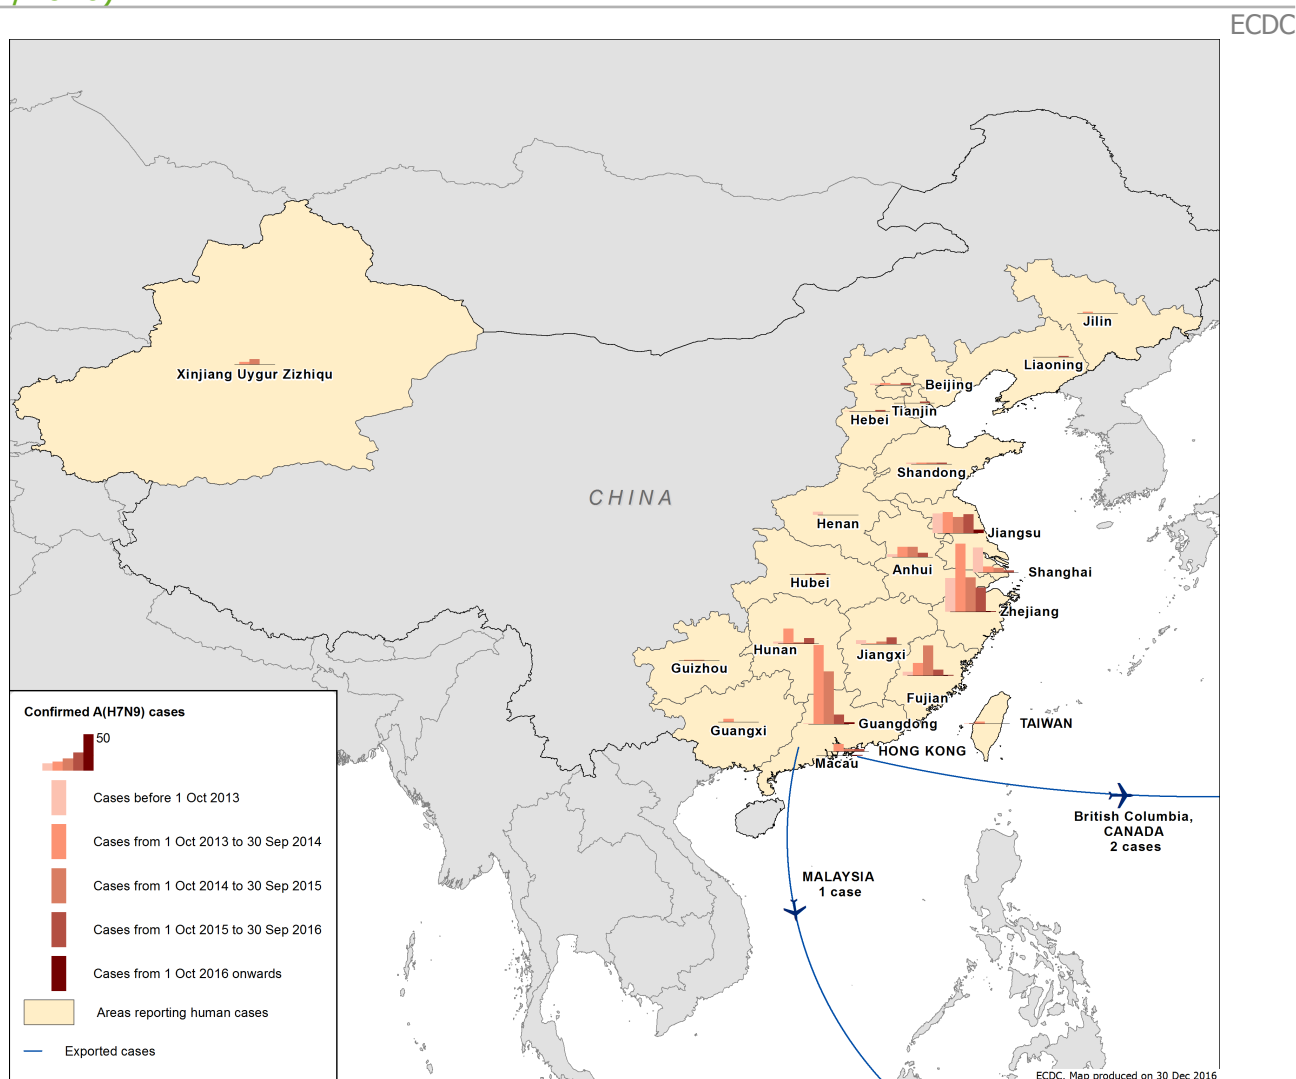 ECDC
Jilin
Liaoning
Xinjiang Uygur Zizhiqu
Beijing
Tianjin
Hebei
Shandong
CHINA
Henan
Jiangsu
Anhui
Shanghai
Hubei
Zhejiang
Hunan
Jiangxi
Guizhou
Fujian
Guangxi
Guangdong
TAIWAN
HONG KONG
Macau
British Columbia,
CANADA
2 cases
MALAYSIA
1 case
Confirmed A(H7N9) cases
50
Cases before 1 Oct 2013
Cases from 1 Oct 2013 to 30 Sep 2014
Cases from 1 Oct 2014 to 30 Sep 2015
Cases from 1 Oct 2015 to 30 Sep 2016
Cases from 1 Oct 2016 onwards
Areas reporting human cases
Exported cases
ECDC. Map produced on 30 Dec 2016